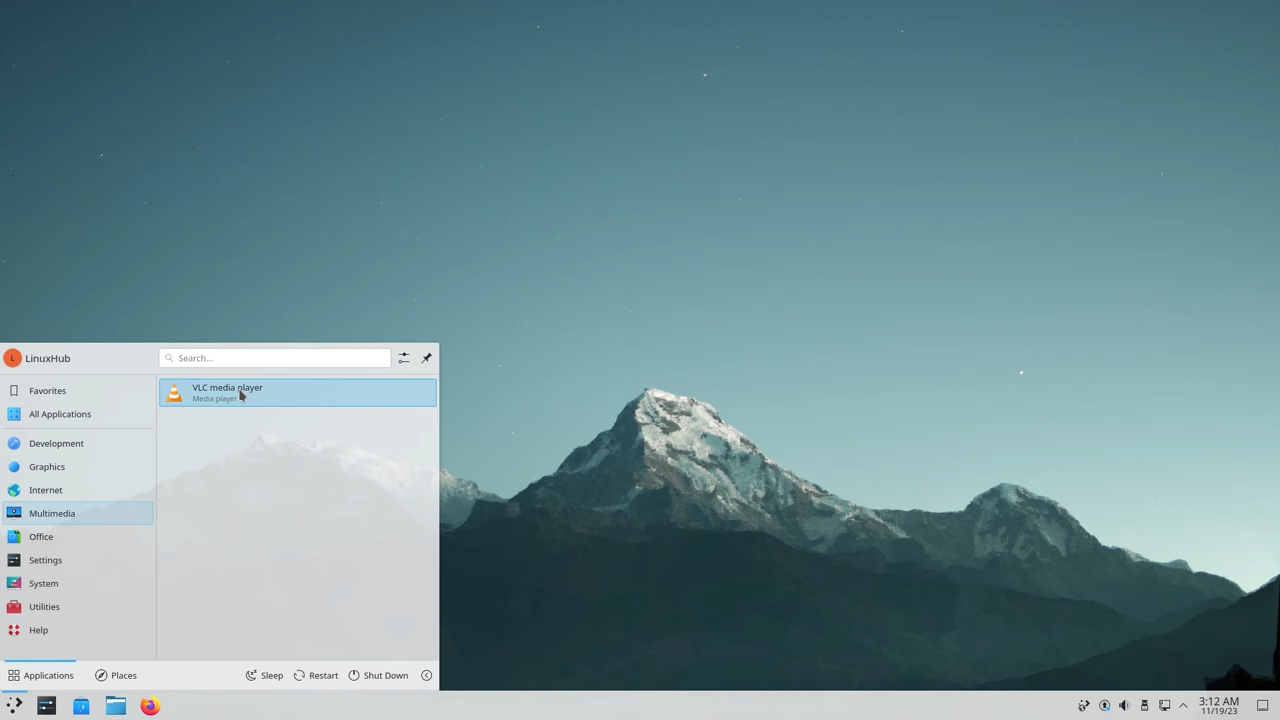 L
LinuxHub
Search...
Favorites
All Applications
Development
Graphics
Internet
Multimedia
Office
Settings
System
Utilities
Help
VLC media player
Media player
Applications
Places
Sleep
Restart
Shut Down
3:12 AM
11/19/23